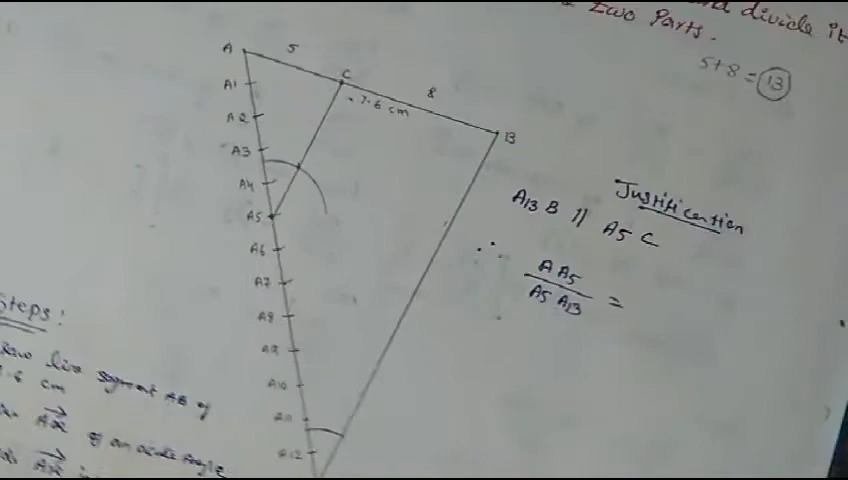 divide it
Two Parts.
5+8 = 13
A 5 C 8 B
7.6 cm
A1
A2
A3
A4
A5
A6
A7
A8
A9
A10
A11
A12
Justification
A13 B || A5 C
∴ A A5 / A5 A13 =
Steps:
line segment AB of
7.6 cm
AX of an acute angle
AX